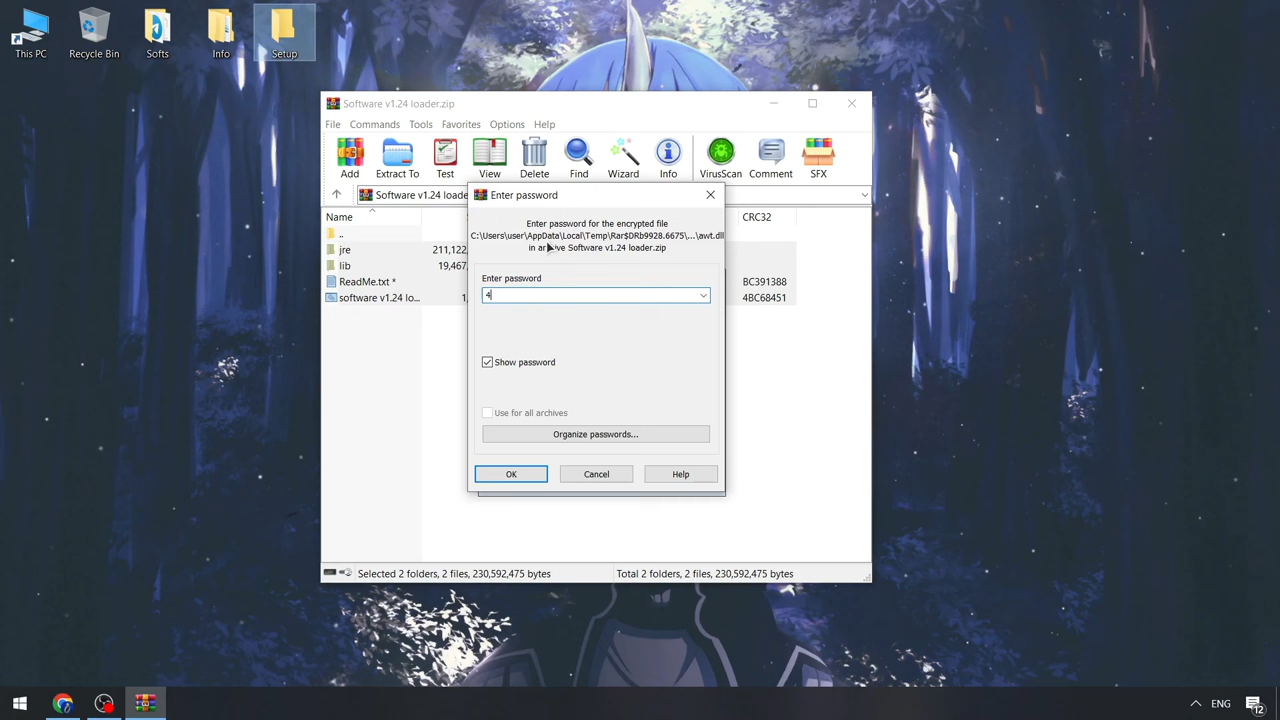 This PC
Recycle Bin
Softs
Info
Setup
Software v1.24 loader.zip
File Commands Tools Favorites Options Help
Add Extract To Test View Delete Find Wizard Info VirusScan Comment SFX
Software v1.24 loade
Name
CRC32
..
jre
211,122,
lib
19,467,
ReadMe.txt *
BC391388
software v1.24 lo...
1,
4BC68451
Enter password
Enter password for the encrypted file
C:\Users\user\AppData\Local\Temp\Rar$DRb9928.6675\...\awt.dll
in archive Software v1.24 loader.zip
Enter password
4
Show password
Use for all archives
Organize passwords...
OK
Cancel
Help
Selected 2 folders, 2 files, 230,592,475 bytes
Total 2 folders, 2 files, 230,592,475 bytes
ENG
12